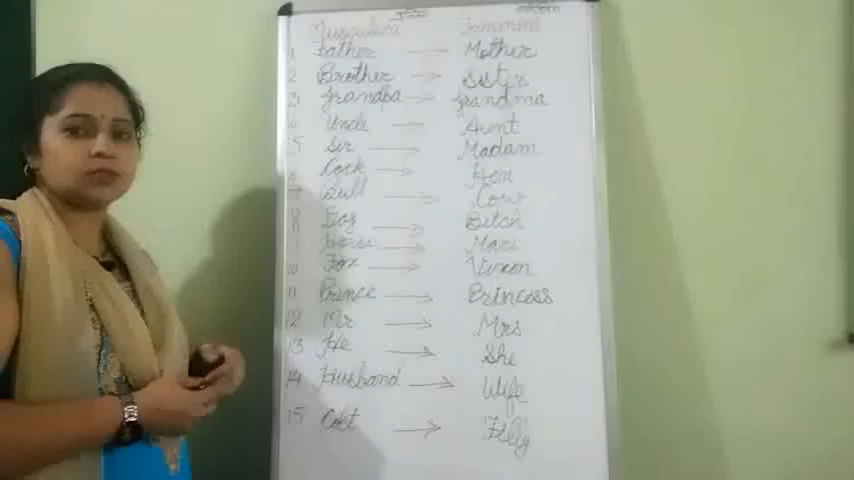 Masculine Feminine
1 Father → Mother
2 Brother → Sister
3 Grandpa → Grandma
4 Uncle → Aunt
5 Sir → Madam
6 Cock → Hen
7 Bull → Cow
8 Dog → Bitch
9 Horse → Mare
10 Fox → Vixen
11 Prince → Princess
12 Mr → Mrs
13 He → She
14 Husband → Wife
15 Colt → Filly